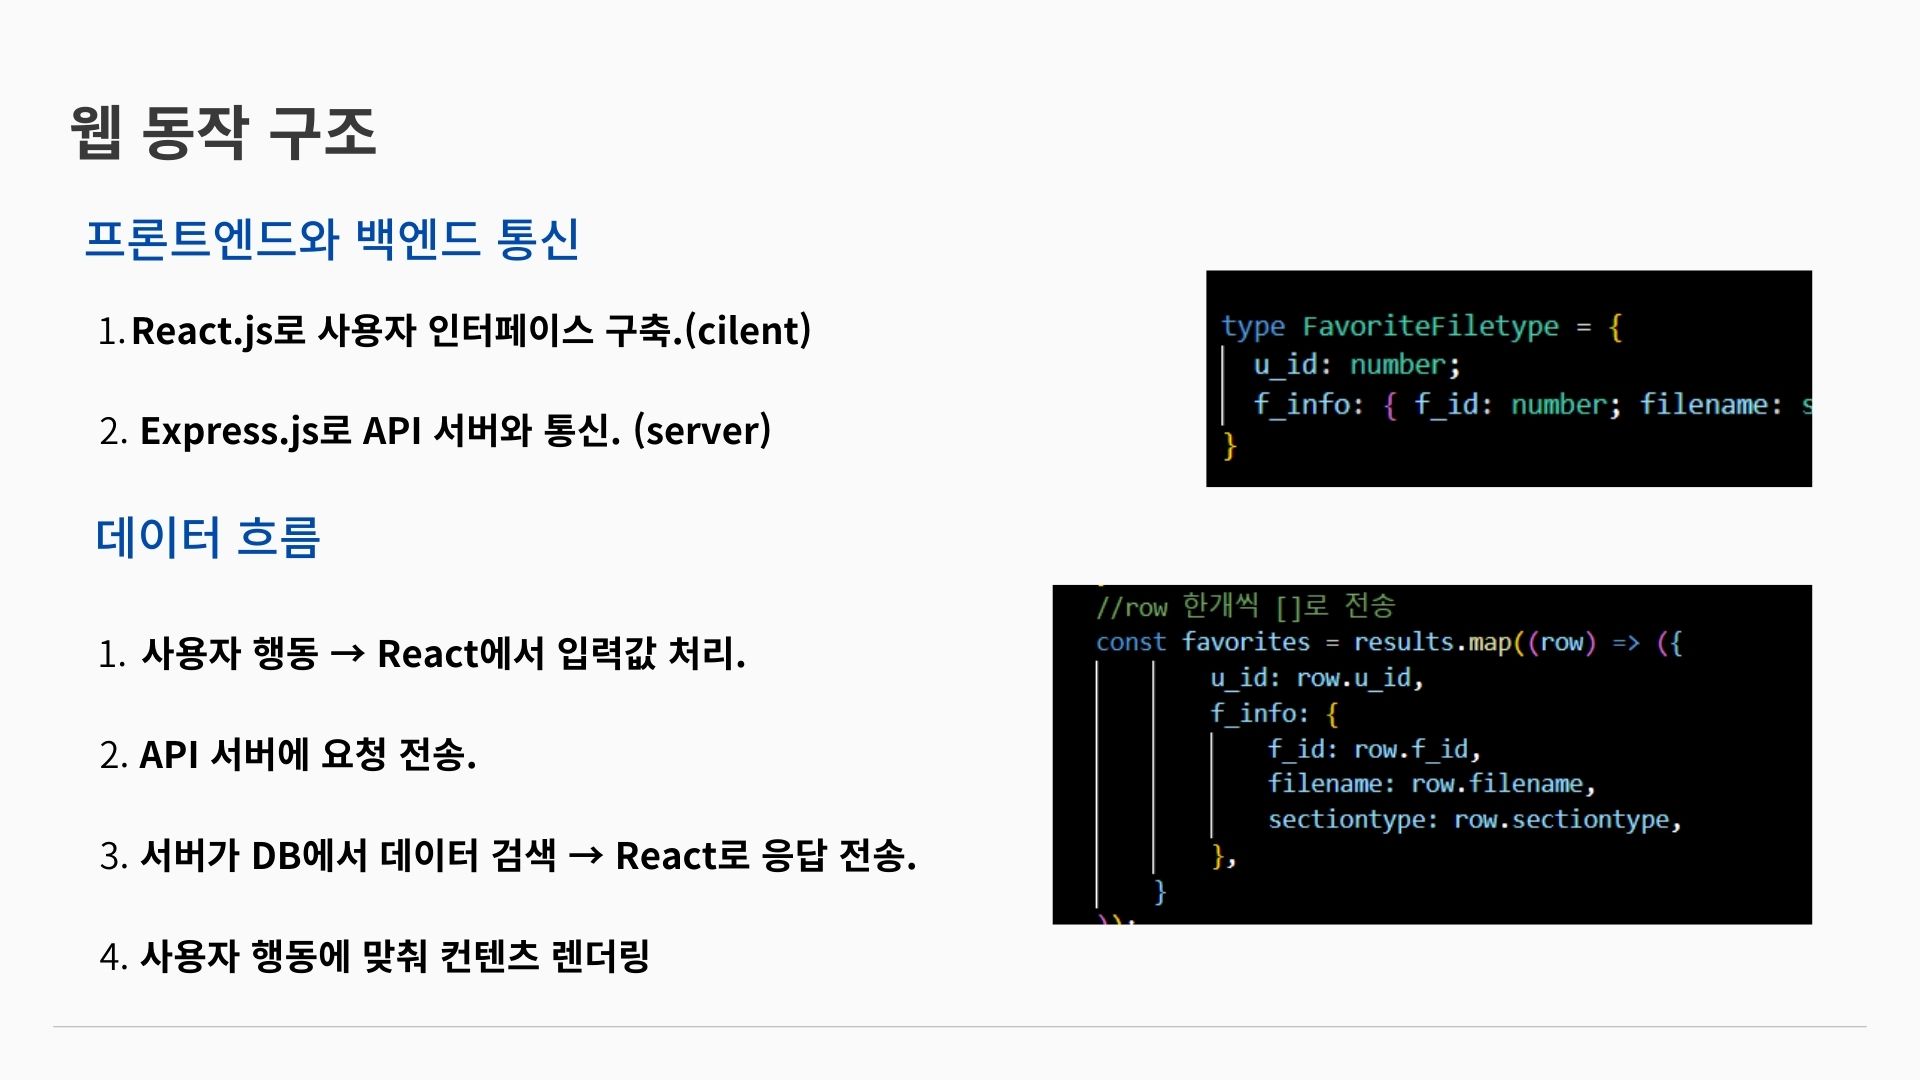 웹 동작 구조
프론트엔드와 백엔드 통신
1. React.js로 사용자 인터페이스 구축.(cilent)
2. Express.js로 API 서버와 통신. (server)
데이터 흐름
1. 사용자 행동 → React에서 입력값 처리.
2. API 서버에 요청 전송.
3. 서버가 DB에서 데이터 검색 → React로 응답 전송.
4. 사용자 행동에 맞춰 컨텐츠 렌더링
type FavoriteFiletype = {
u_id: number;
f_info: { f_id: number; filename: s
}
//row 한개씩 []로 전송
const favorites = results.map((row) => ({
u_id: row.u_id,
f_info: {
f_id: row.f_id,
filename: row.filename,
sectiontype: row.sectiontype,
},
}
));